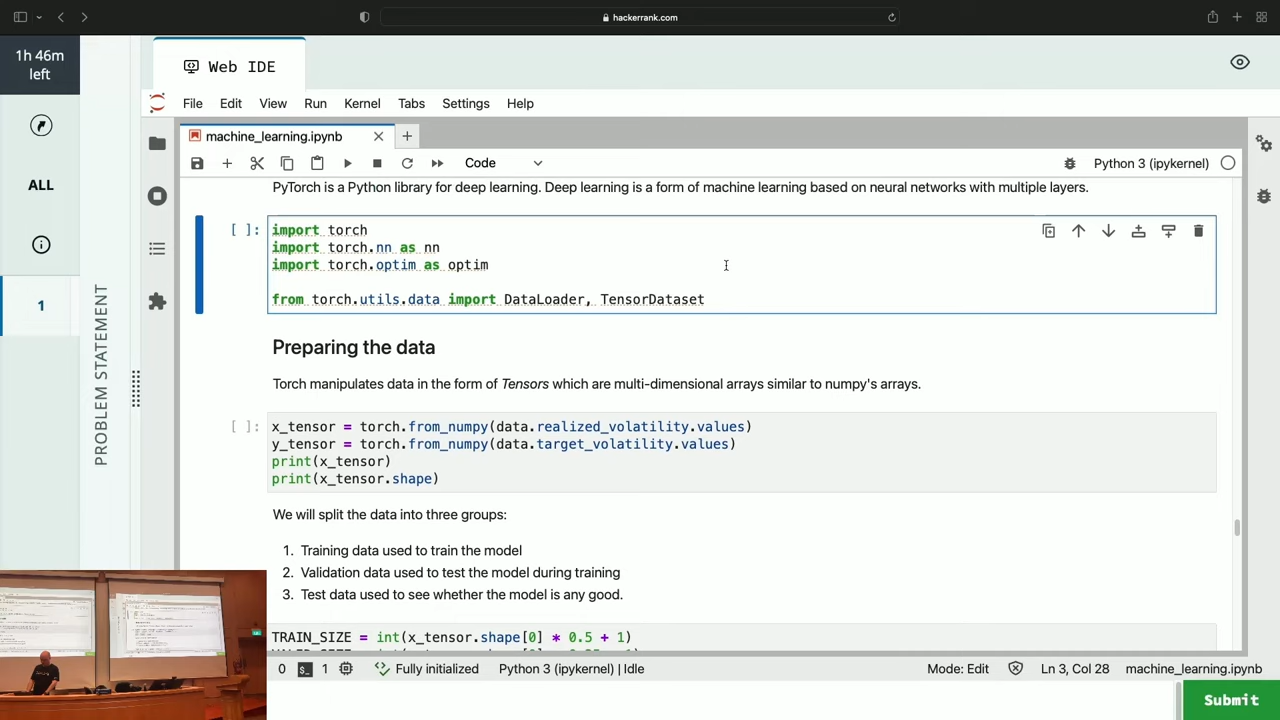 hackerrank.com
1h 46m
left
Web IDE
File Edit View Run Kernel Tabs Settings Help
machine_learning.ipynb
Code
Python 3 (ipykernel)
ALL
1
PROBLEM STATEMENT
PyTorch is a Python library for deep learning. Deep learning is a form of machine learning based on neural networks with multiple layers.
[ ]:
import torch
import torch.nn as nn
import torch.optim as optim
from torch.utils.data import DataLoader, TensorDataset
Preparing the data
Torch manipulates data in the form of Tensors which are multi-dimensional arrays similar to numpy's arrays.
[ ]:
x_tensor = torch.from_numpy(data.realized_volatility.values)
y_tensor = torch.from_numpy(data.target_volatility.values)
print(x_tensor)
print(x_tensor.shape)
We will split the data into three groups:
1. Training data used to train the model
2. Validation data used to test the model during training
3. Test data used to see whether the model is any good.
TRAIN_SIZE = int(x_tensor.shape[0] * 0.5 + 1)
0 1 Fully initialized Python 3 (ipykernel) | Idle Mode: Edit Ln 3, Col 28 machine_learning.ipynb
Submit